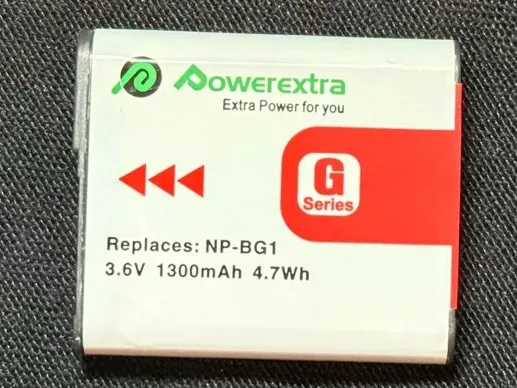 Powerextra
Extra Power for you
G
Series
Replaces: NP-BG1
3.6V 1300mAh 4.7Wh